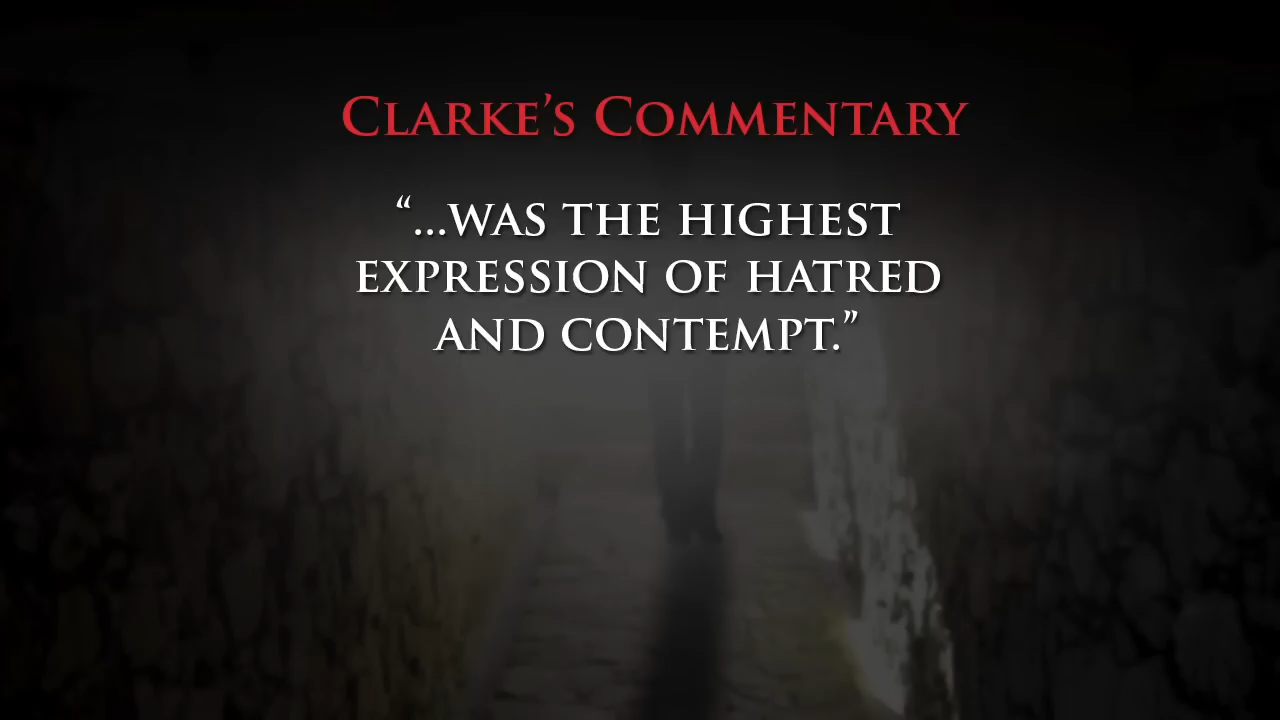 Clarke's Commentary
“...was the highest
expression of hatred
and contempt.”